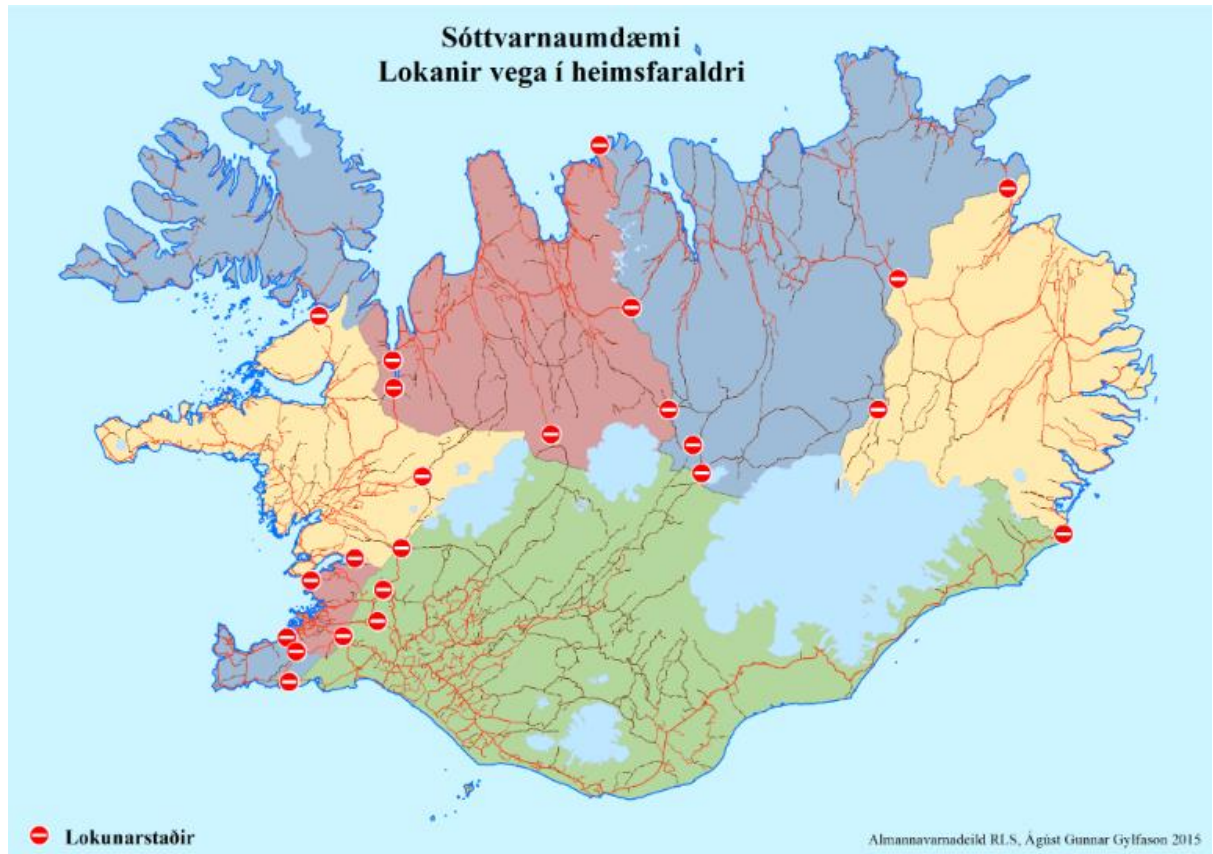 Sóttvarnaumdæmi
Lokanir vega í heimsfaraldri
Lokunarstaðir
Almannavarnadeild RLS, Ágúst Gunnar Gylfason 2015